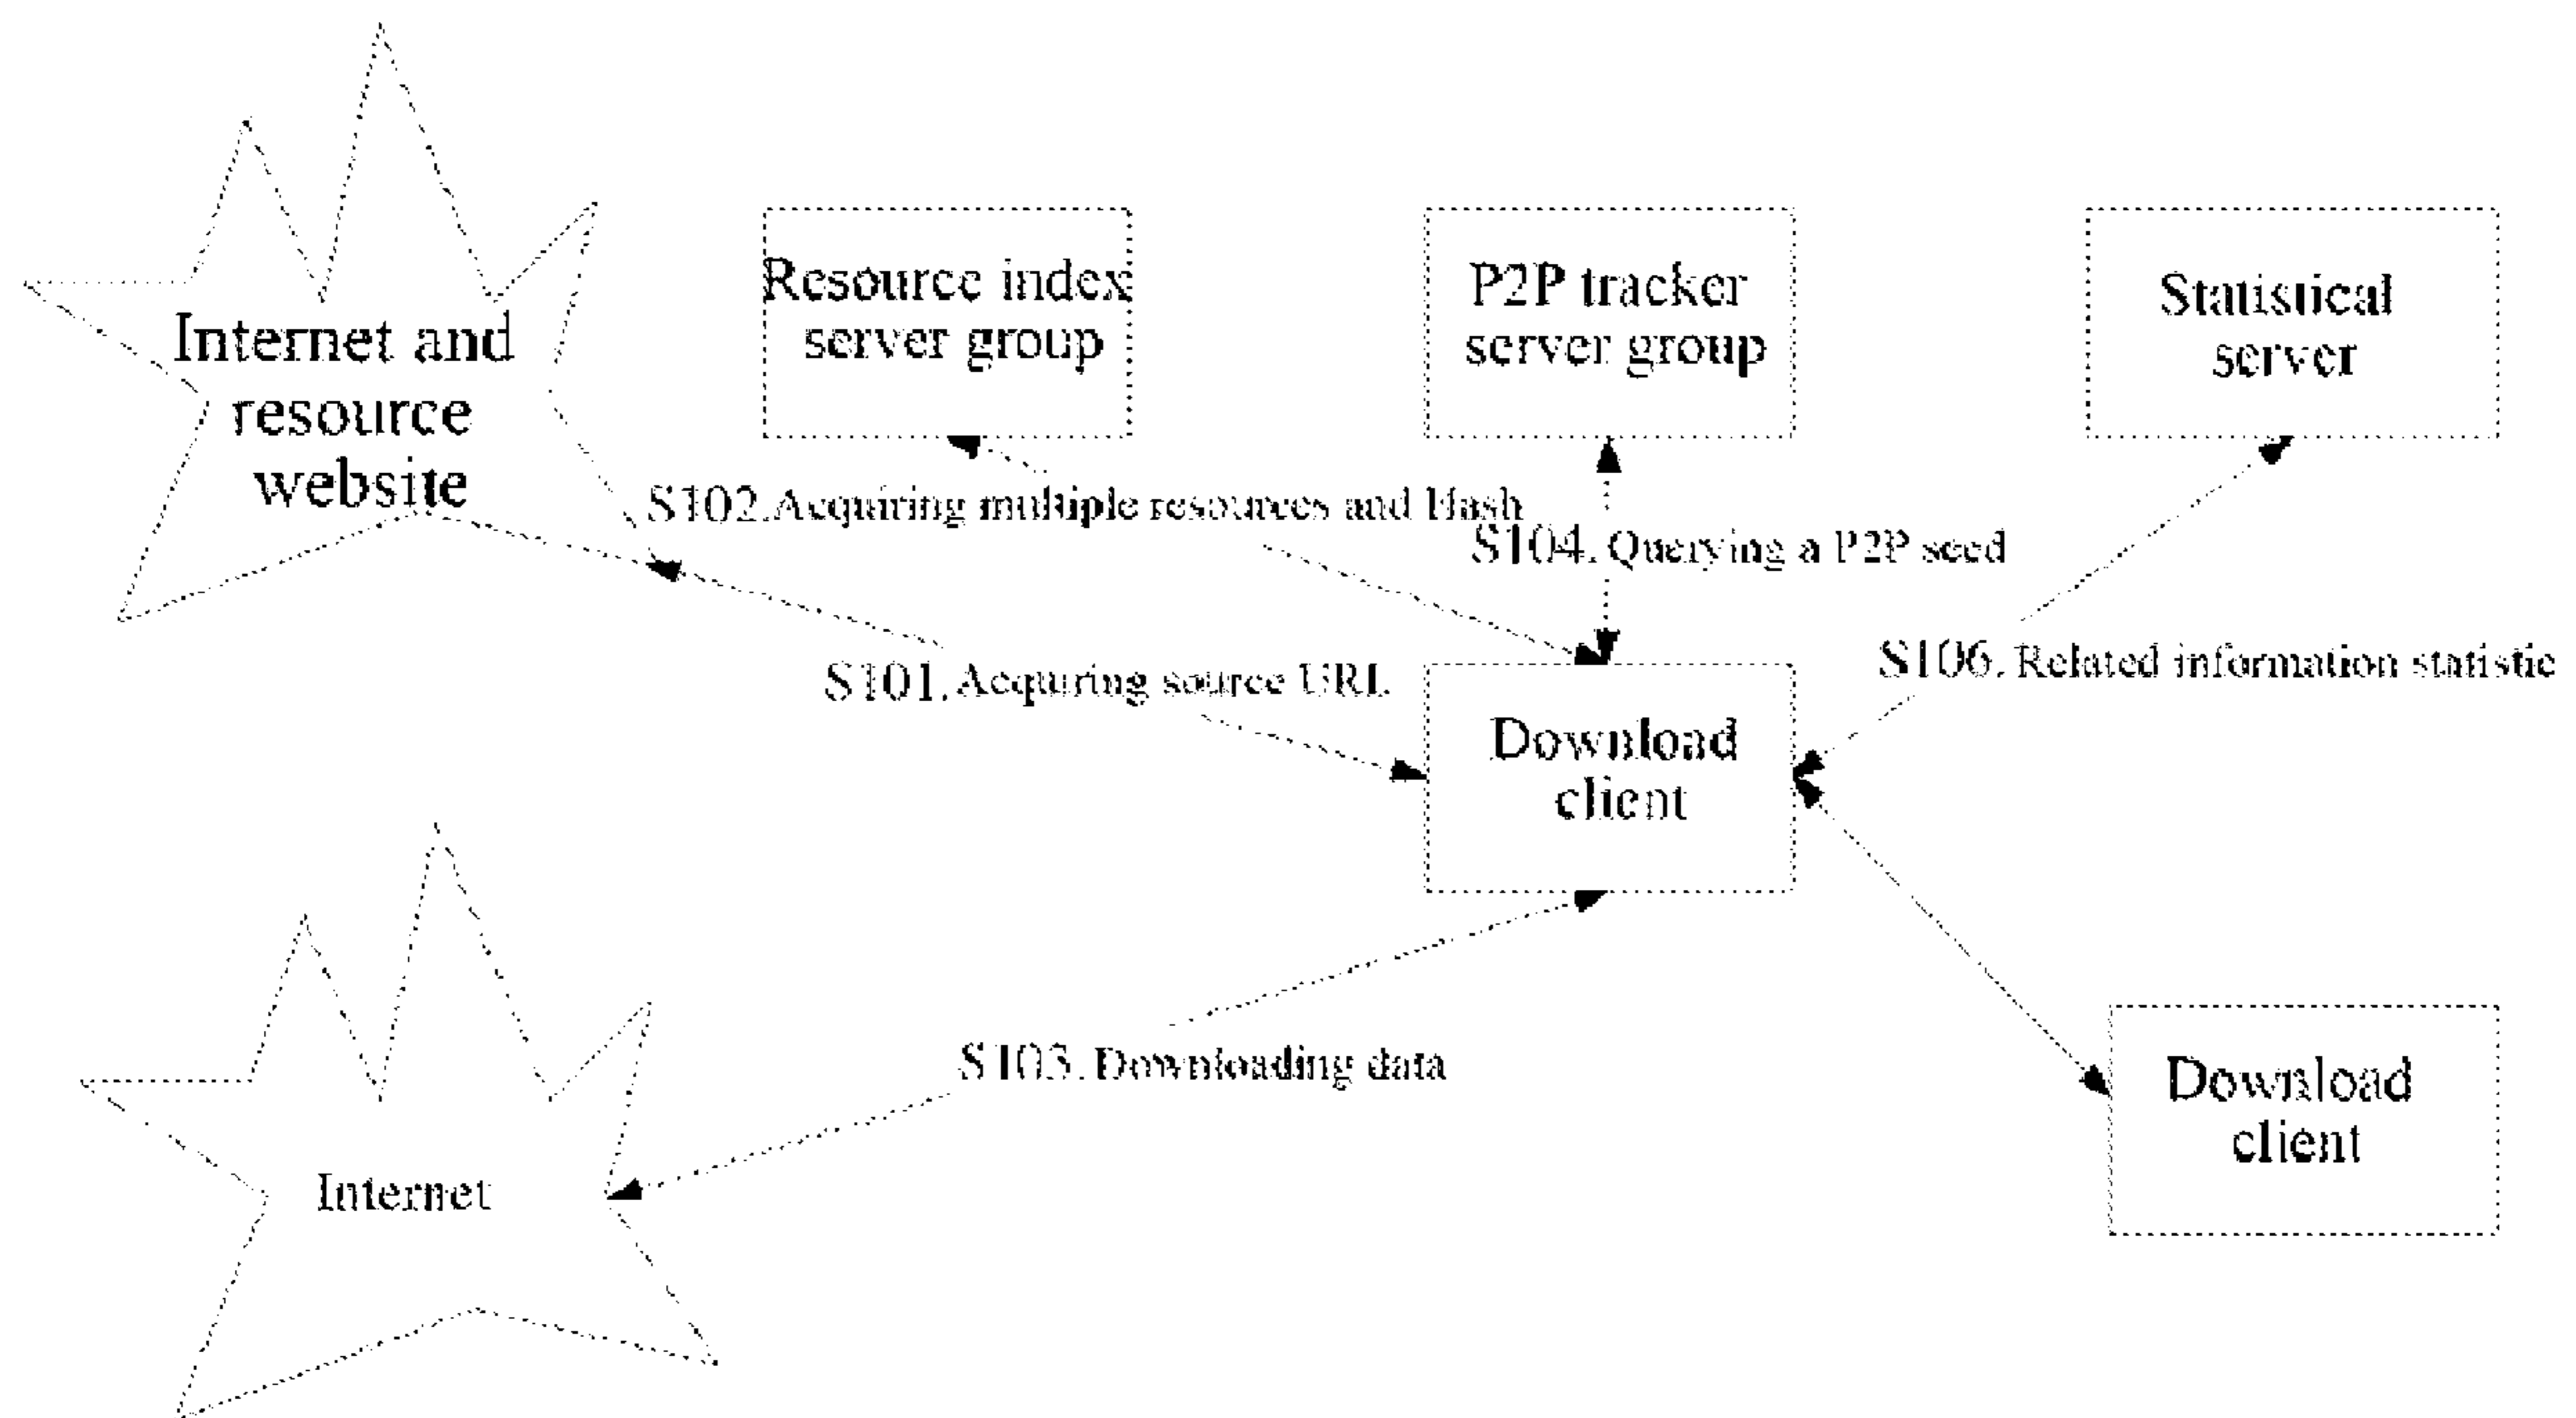 Internet and
resource
website
Resource index
server group
P2P tracker
server group
Statistical
server
S102. Acquiring multiple resources and Hash
S104. Querying a P2P seed
S101. Acquiring source URL
S106. Related information statistic
Download
client
S103. Downloading data
Internet
Download
client